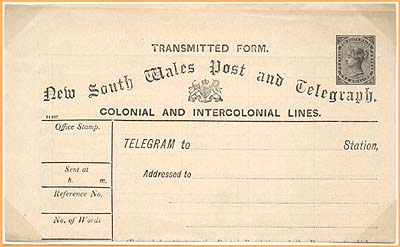 TRANSMITTED FORM.
New South Wales Post and Telegraph.
COLONIAL AND INTERCOLONIAL LINES.
Office Stamp.
TELEGRAM to Station,
Sent at
h. m.
Addressed to
Reference No.
No. of Words